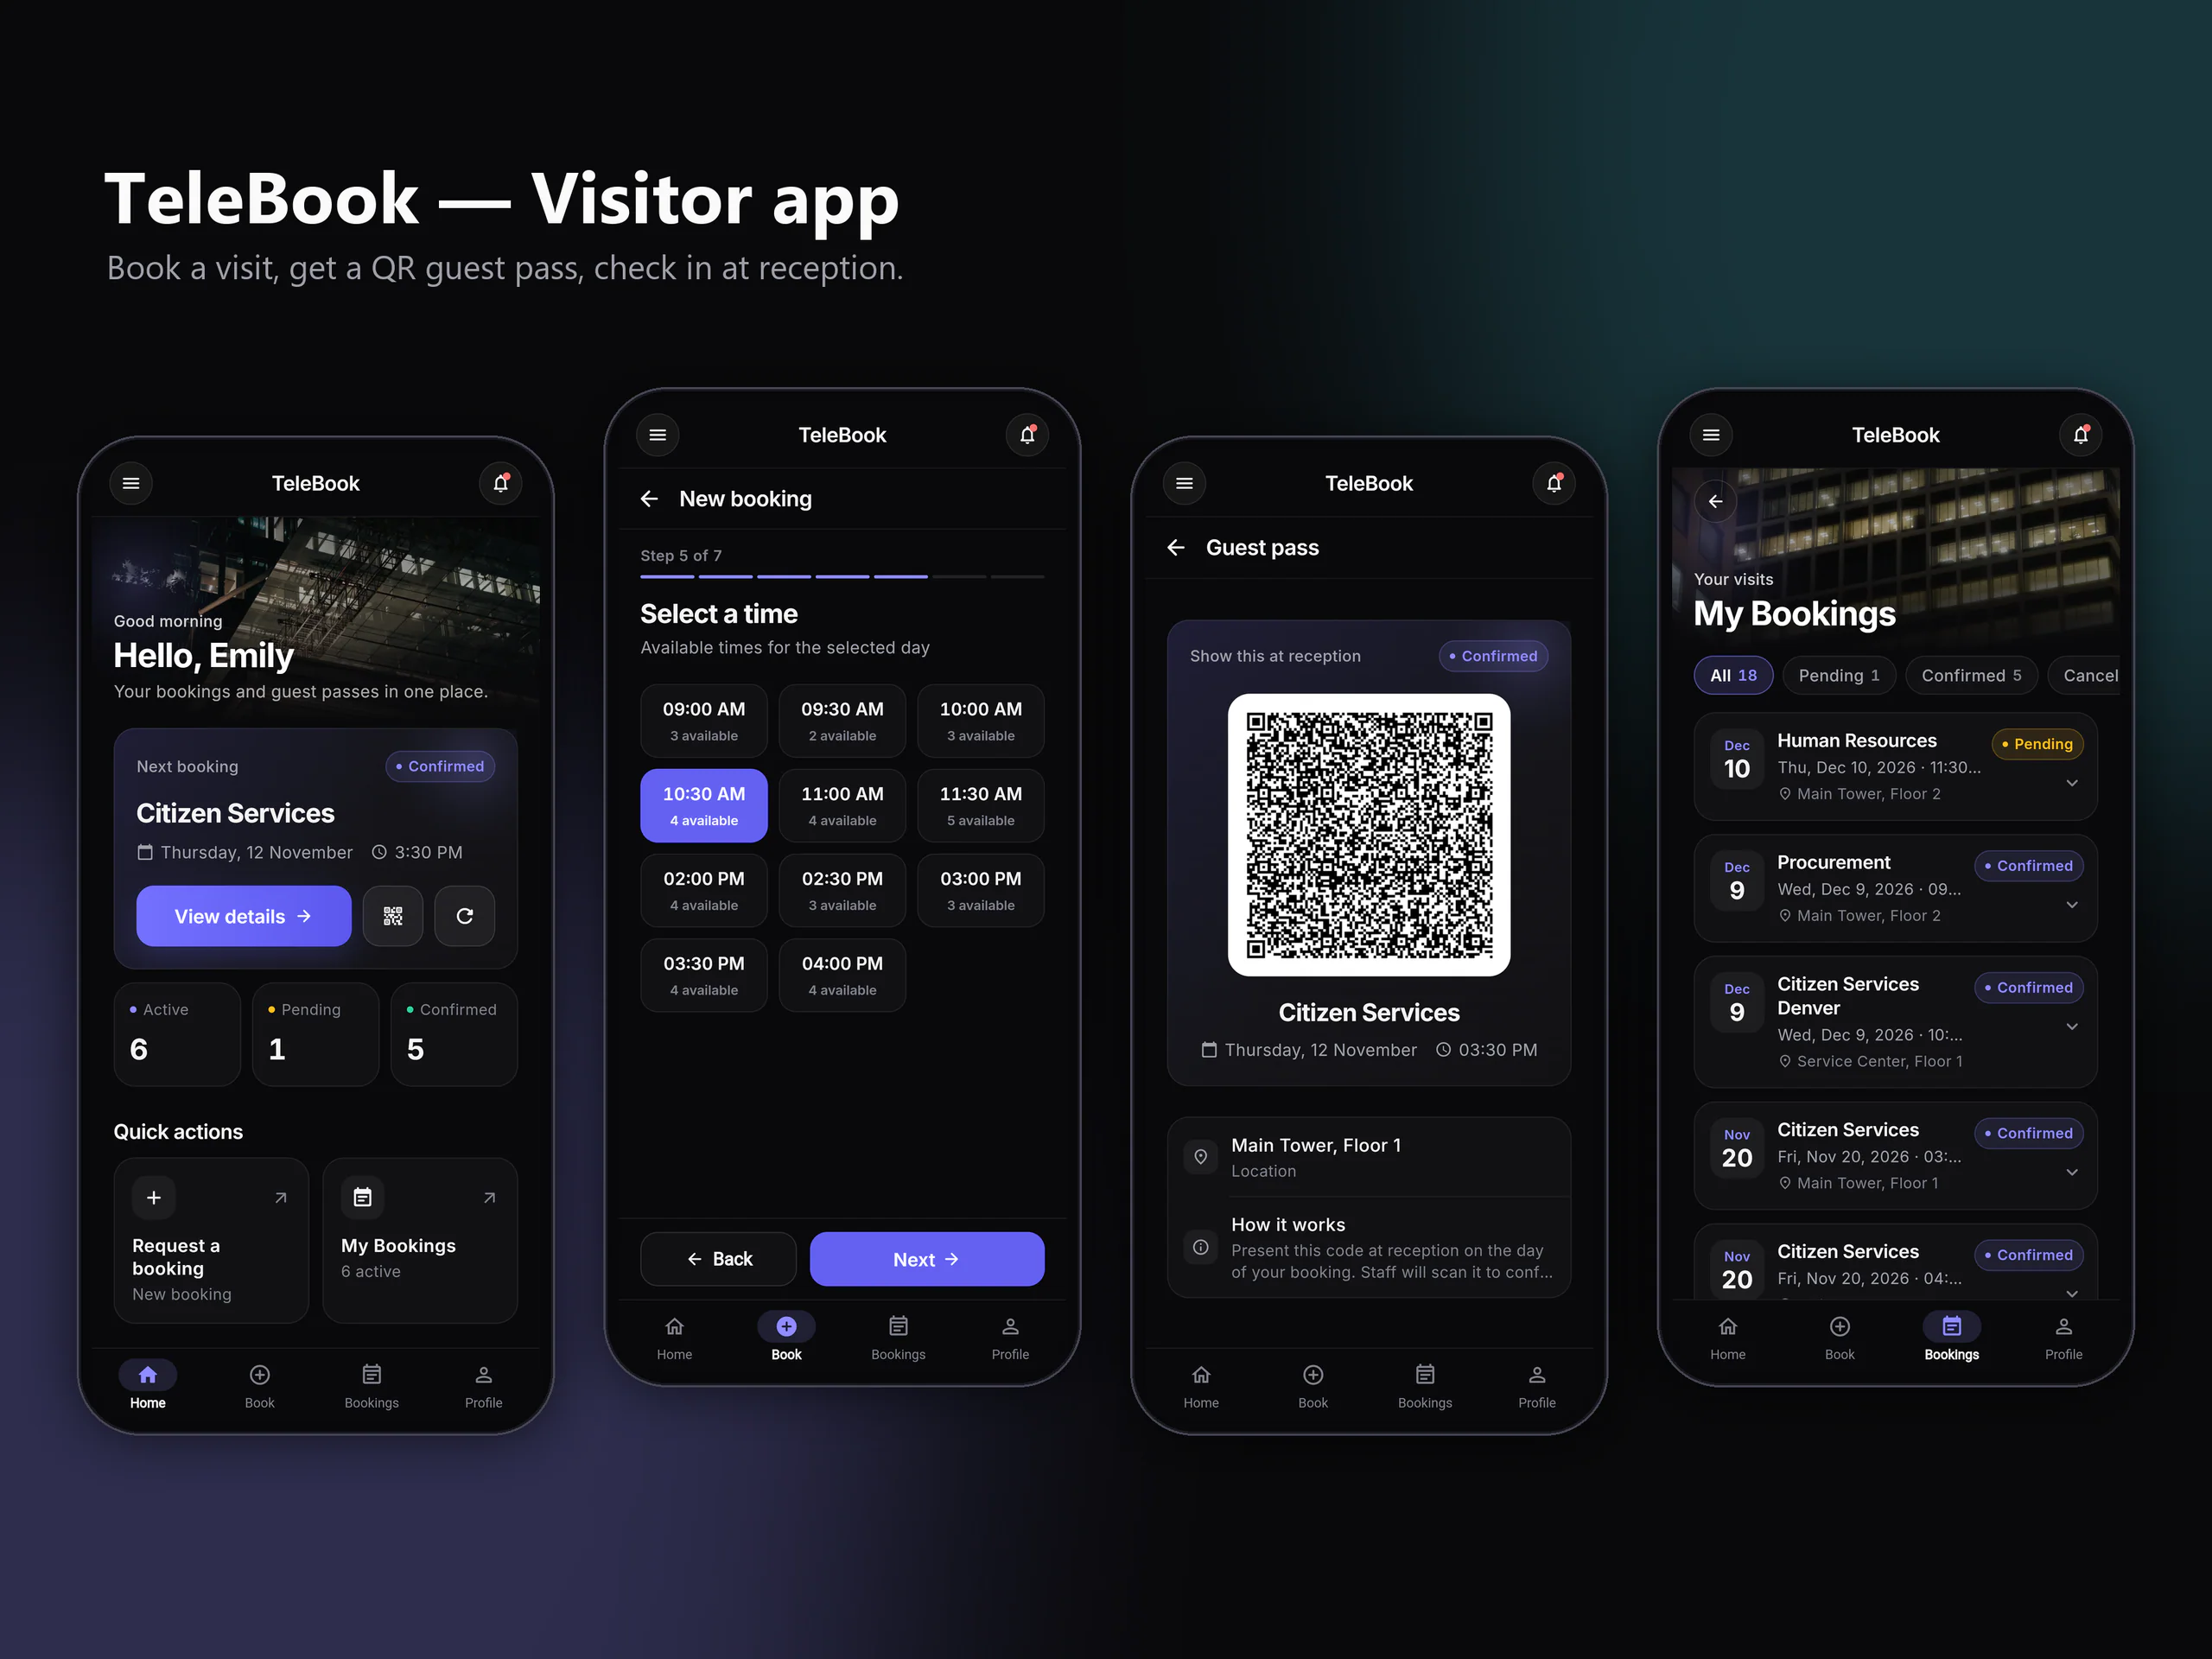 TeleBook — Visitor app
Book a visit, get a QR guest pass, check in at reception.
TeleBook
Good morning
Hello, Emily
Your bookings and guest passes in one place.
Next booking
Confirmed
Citizen Services
Thursday, 12 November
3:30 PM
View details
Active
6
Pending
1
Confirmed
5
Quick actions
Request a
booking
New booking
My Bookings
6 active
Home
Book
Bookings
Profile
TeleBook
New booking
Step 5 of 7
Select a time
Available times for the selected day
09:00 AM
3 available
09:30 AM
2 available
10:00 AM
3 available
10:30 AM
4 available
11:00 AM
4 available
11:30 AM
5 available
02:00 PM
4 available
02:30 PM
3 available
03:00 PM
3 available
03:30 PM
4 available
04:00 PM
4 available
Back
Next
Home
Book
Bookings
Profile
TeleBook
Guest pass
Show this at reception
Confirmed
Citizen Services
Thursday, 12 November
03:30 PM
Main Tower, Floor 1
Location
How it works
Present this code at reception on the day
of your booking. Staff will scan it to conf...
Home
Book
Bookings
Profile
TeleBook
Your visits
My Bookings
All 18
Pending 1
Confirmed 5
Cancel
Dec
10
Human Resources
Pending
Thu, Dec 10, 2026 · 11:30...
Main Tower, Floor 2
Dec
9
Procurement
Confirmed
Wed, Dec 9, 2026 · 09...
Main Tower, Floor 2
Dec
9
Citizen Services
Denver
Confirmed
Wed, Dec 9, 2026 · 10:...
Service Center, Floor 1
Nov
20
Citizen Services
Confirmed
Fri, Nov 20, 2026 · 03:...
Main Tower, Floor 1
Nov
20
Citizen Services
Confirmed
Fri, Nov 20, 2026 · 04:...
Home
Book
Bookings
Profile